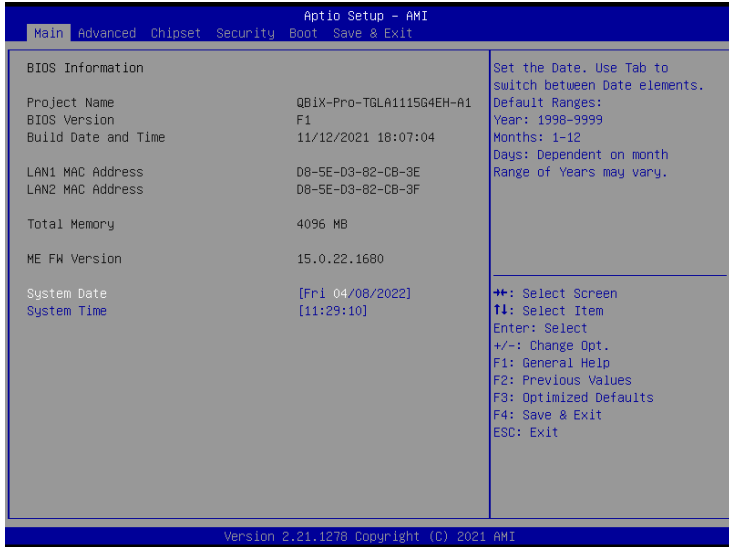 Aptio Setup – AMI
Main Advanced Chipset Security Boot Save & Exit
BIOS Information
Project Name QBiX-Pro-TGLA1115G4EH-A1
BIOS Version F1
Build Date and Time 11/12/2021 18:07:04
LAN1 MAC Address D8-5E-D3-82-CB-3E
LAN2 MAC Address D8-5E-D3-82-CB-3F
Total Memory 4096 MB
ME FW Version 15.0.22.1680
System Date [Fri 04/08/2022]
System Time [11:29:10]
Set the Date. Use Tab to
switch between Date elements.
Default Ranges:
Year: 1998-9999
Months: 1-12
Days: Dependent on month
Range of Years may vary.
→←: Select Screen
↑↓: Select Item
Enter: Select
+/-: Change Opt.
F1: General Help
F2: Previous Values
F3: Optimized Defaults
F4: Save & Exit
ESC: Exit
Version 2.21.1278 Copyright (C) 2021 AMI